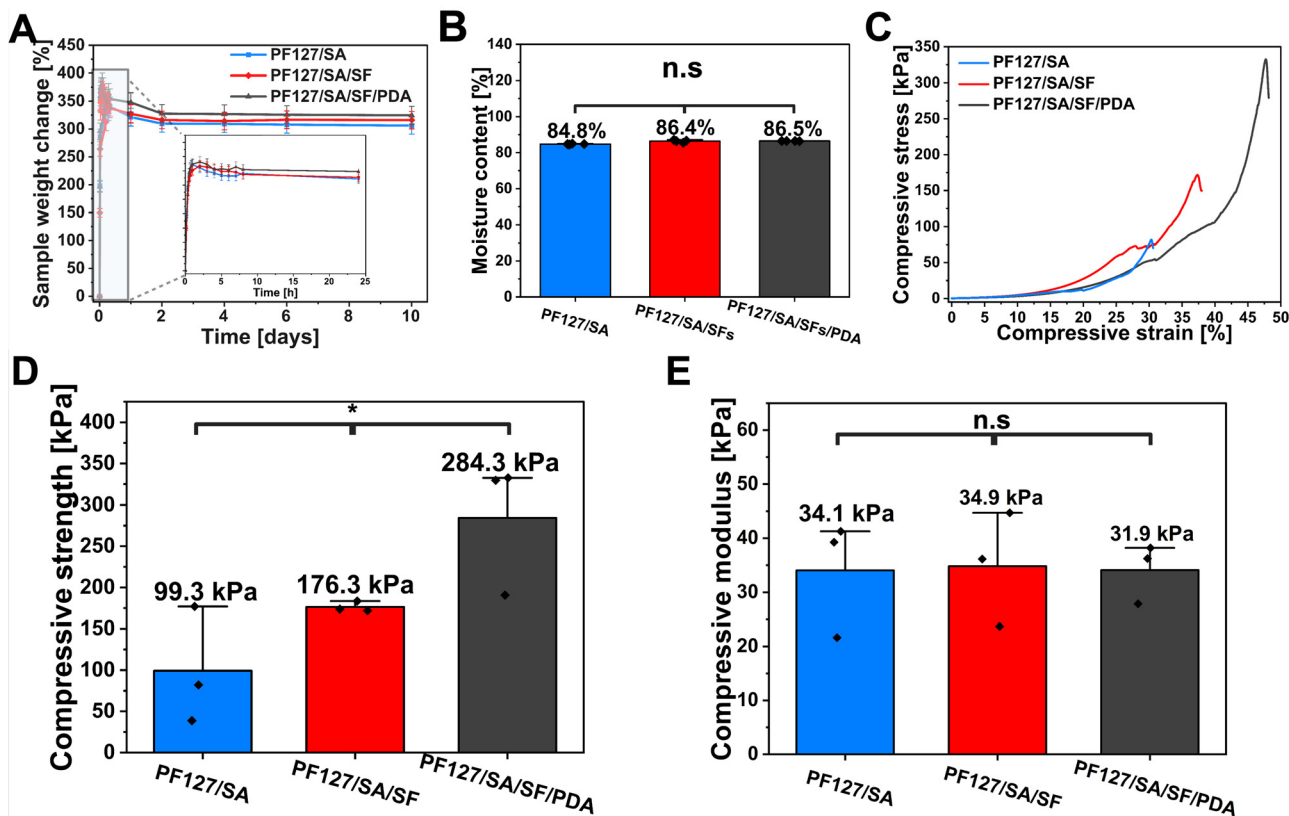 A
Sample weight change [%]
450
400
350
300
250
200
150
100
50
0
PF127/SA
PF127/SA/SF
PF127/SA/SF/PDA
0 5 10 15 20 25
Time [h]
0 2 4 6 8 10
Time [days]
B
Moisture content [%]
140
120
100
80
60
40
20
0
n.s
84.8%
86.4%
86.5%
PF127/SA
PF127/SA/SFs
PF127/SA/SFs/PDA
C
Compressive stress [kPa]
350
300
250
200
150
100
50
0
PF127/SA
PF127/SA/SF
PF127/SA/SF/PDA
0 5 10 15 20 25 30 35 40 45 50
Compressive strain [%]
D
Compressive strength [kPa]
400
350
300
250
200
150
100
50
0
*
99.3 kPa
176.3 kPa
284.3 kPa
PF127/SA
PF127/SA/SF
PF127/SA/SF/PDA
E
Compressive modulus [kPa]
60
50
40
30
20
10
0
n.s
34.1 kPa
34.9 kPa
31.9 kPa
PF127/SA
PF127/SA/SF
PF127/SA/SF/PDA